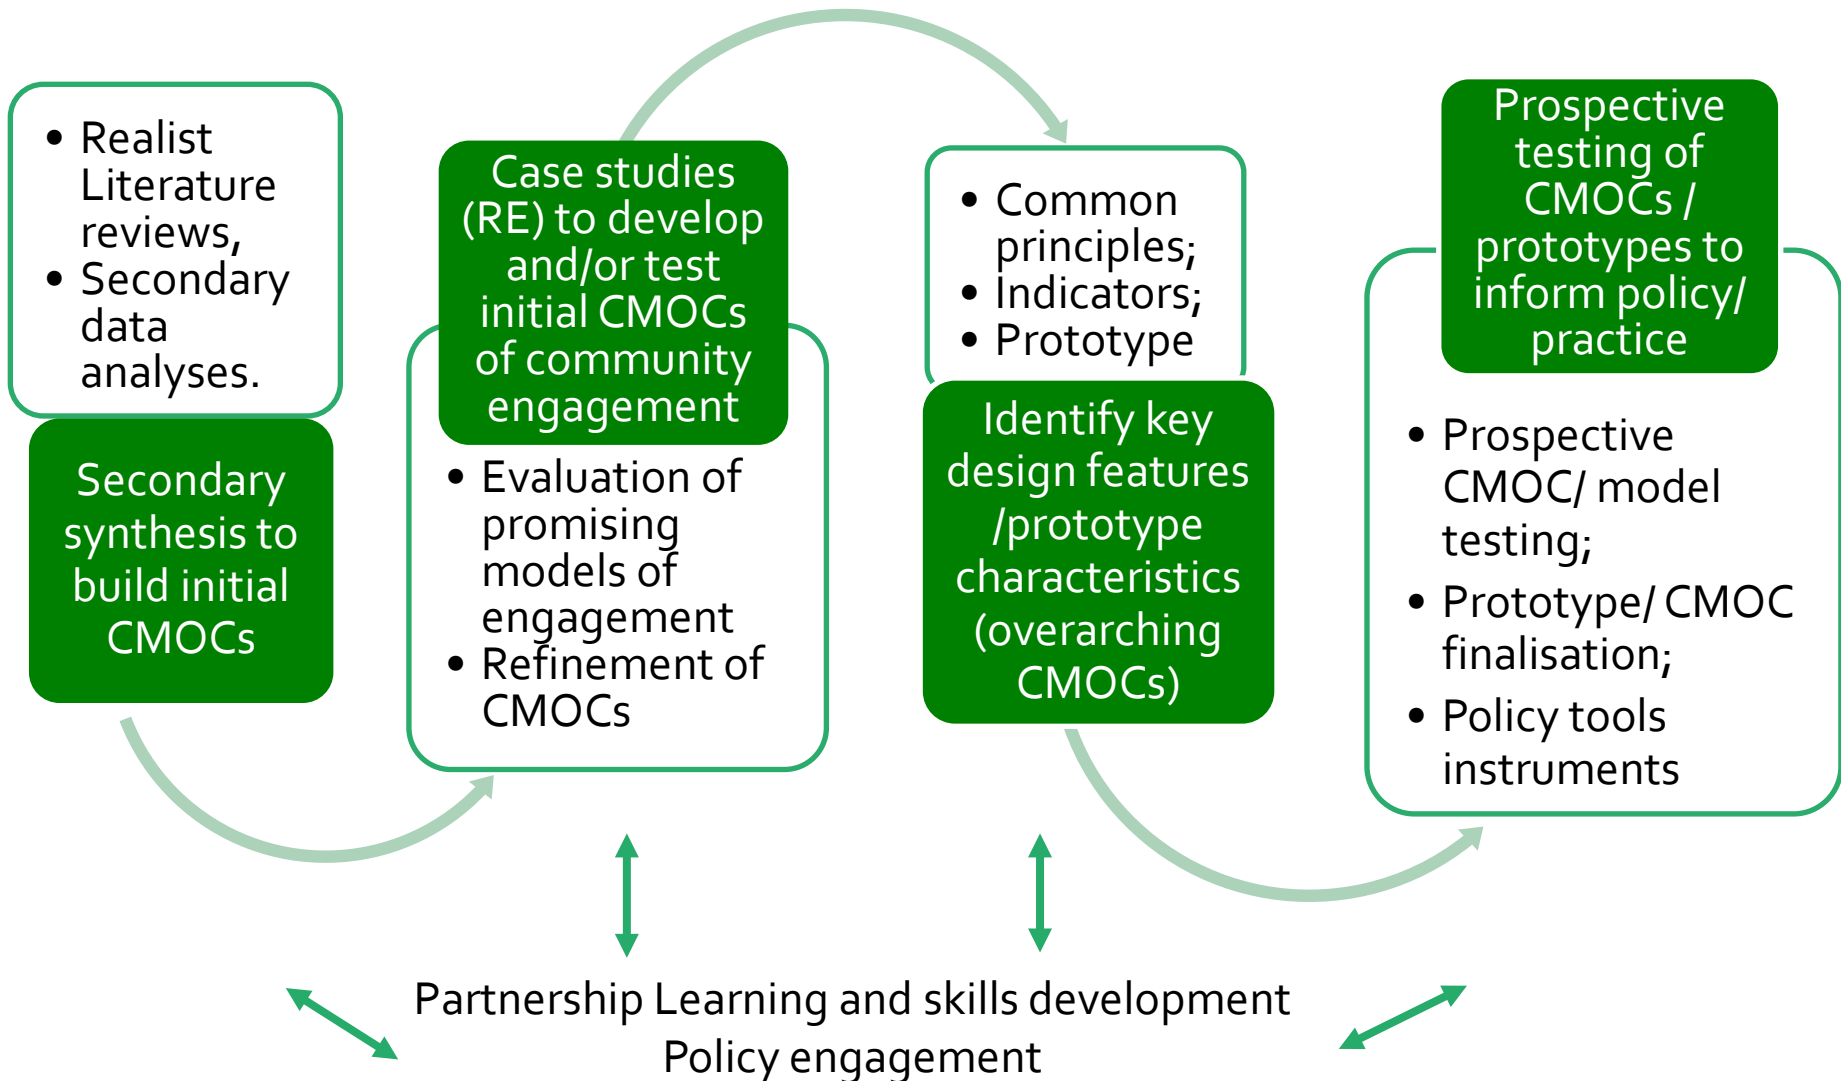 • Realist
Literature
reviews,
• Secondary
data
analyses.
Secondary
synthesis to
build initial
CMOCs
Case studies
(RE) to develop
and/or test
initial CMOCs
of community
engagement
• Evaluation of
promising
models of
engagement
• Refinement of
CMOCs
• Common
principles;
• Indicators;
• Prototype
Identify key
design features
/prototype
characteristics
(overarching
CMOCs)
Prospective
testing of
CMOCs /
prototypes to
inform policy/
practice
• Prospective
CMOC/ model
testing;
• Prototype/ CMOC
finalisation;
• Policy tools
instruments
Partnership Learning and skills development
Policy engagement